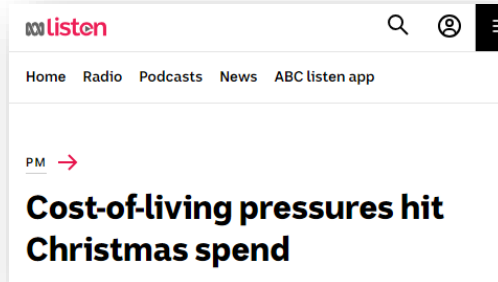 listen
Home Radio Podcasts News ABC listen app
PM
Cost-of-living pressures hit
Christmas spend